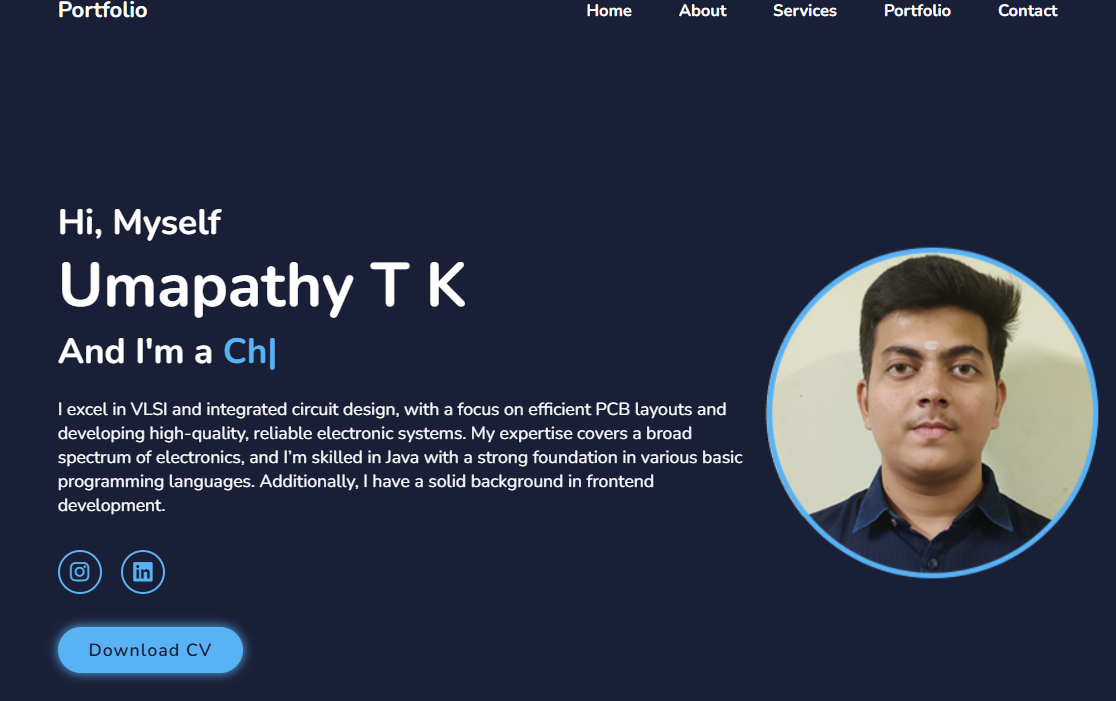 Portfolio
Home About Services Portfolio Contact
Hi, Myself
Umapathy T K
And I'm a Ch|
I excel in VLSI and integrated circuit design, with a focus on efficient PCB layouts and
developing high-quality, reliable electronic systems. My expertise covers a broad
spectrum of electronics, and I’m skilled in Java with a strong foundation in various basic
programming languages. Additionally, I have a solid background in frontend
development.
in
Download CV